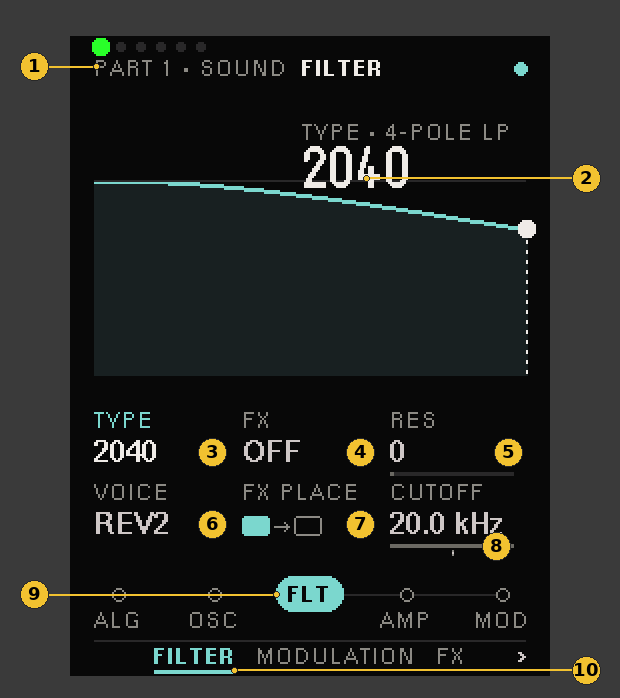 1 PART 1 · SOUND FILTER
TYPE · 4-POLE LP
2040 2
TYPE FX RES
2040 3 OFF 4 0 5
VOICE FX PLACE CUTOFF
REV2 6 → 7 20.0 kHz 8
9 FLT
ALG OSC AMP MOD
FILTER MODULATION FX >
10